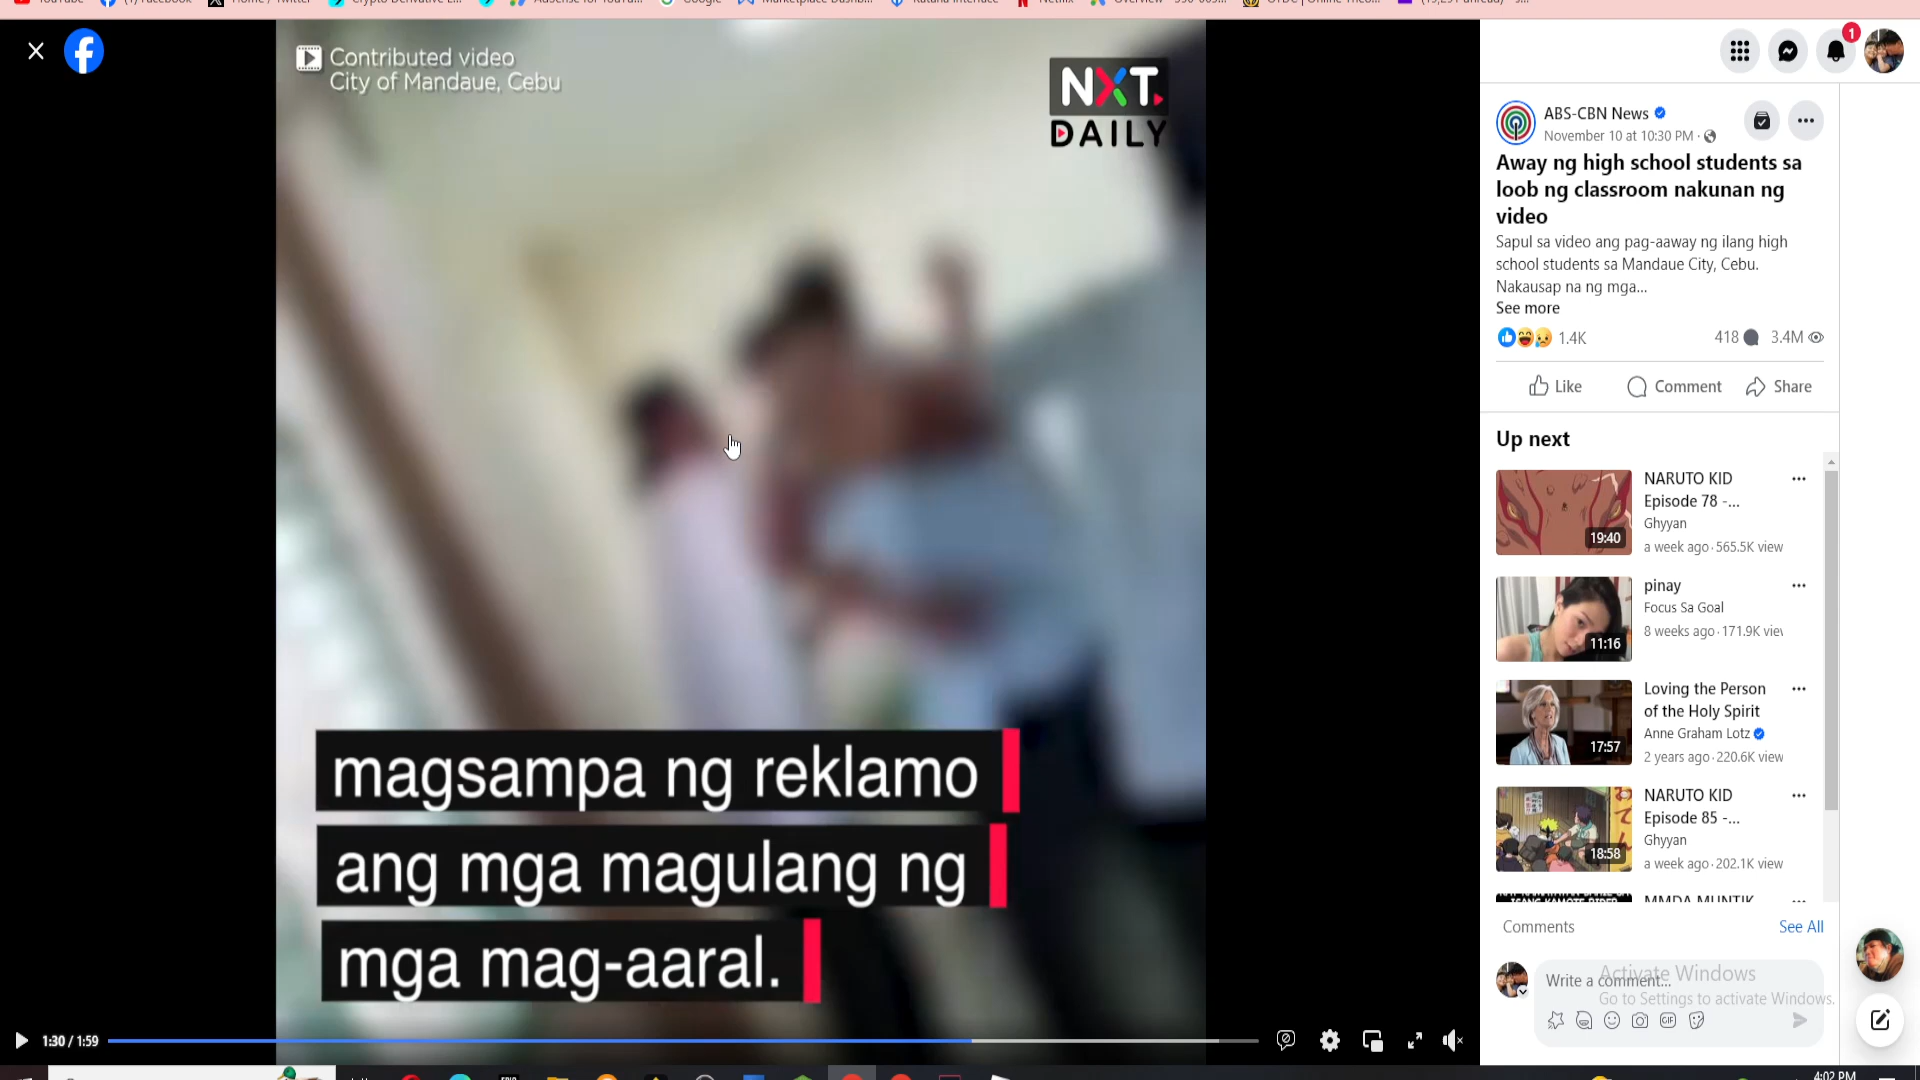 Contributed video
City of Mandaue, Cebu
NXT.
DAILY
magsampa ng reklamo
ang mga magulang ng
mga mag-aaral.
1:30 / 1:59
1
ABS-CBN News
November 10 at 10:30 PM ·
Away ng high school students sa
loob ng classroom nakunan ng
video
Sapul sa video ang pag-aaway ng ilang high
school students sa Mandaue City, Cebu.
Nakausap na ng mga...
See more
1.4K
418 3.4M
Like Comment Share
Up next
NARUTO KID
Episode 78 -...
Ghyyan
a week ago · 565.5K view
19:40
pinay
Focus Sa Goal
8 weeks ago · 171.9K
11:16
Loving the Person
of the Holy Spirit
Anne Graham Lotz
2 years ago · 220.6K view
17:57
NARUTO KID
Episode 85 -...
Ghyyan
a week ago · 202.1K view
18:58
Comments See All
Write a comment...
GIF
Activate Windows
Go to Settings to activate Windows.
4:02 PM